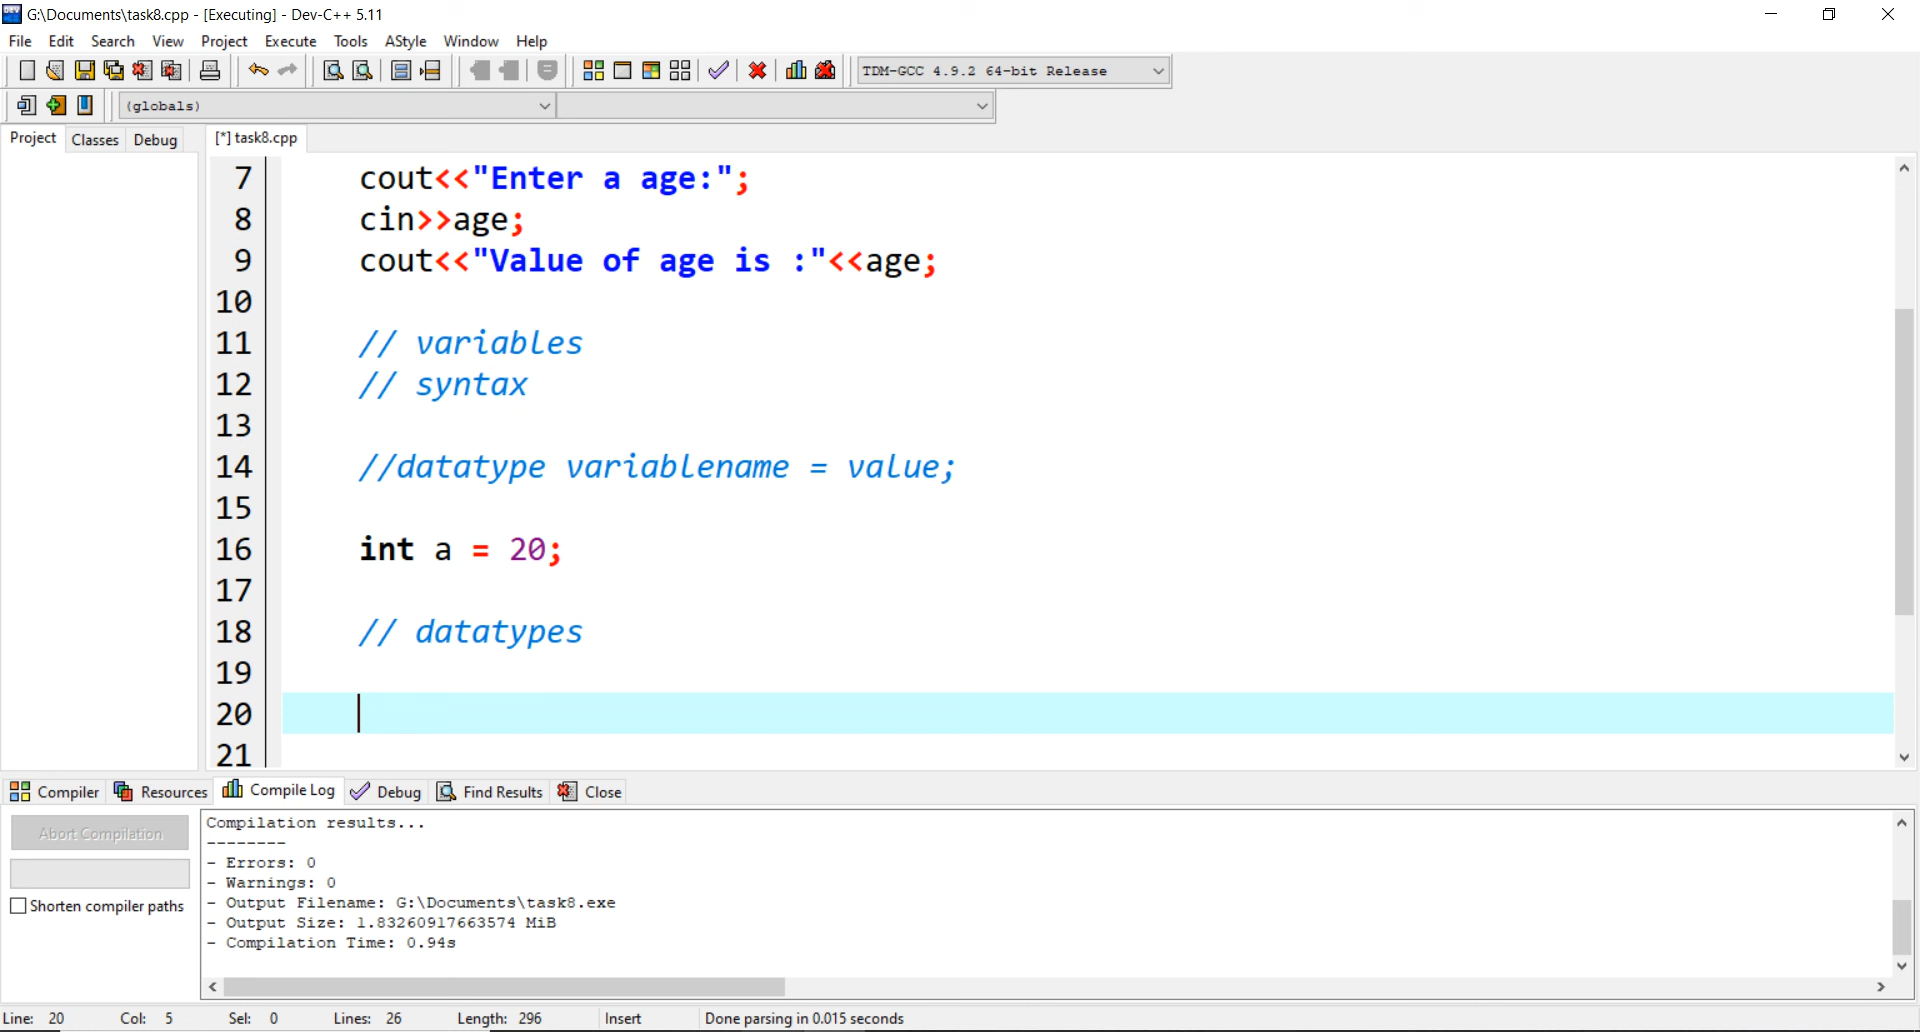 G:\Documents\task8.cpp - [Executing] - Dev-C++ 5.11
File Edit Search View Project Execute Tools AStyle Window Help
TDM-GCC 4.9.2 64-bit Release
(globals)
Project Classes Debug [*] task8.cpp
7 cout<<"Enter a age:";
8 cin>>age;
9 cout<<"Value of age is :"<<age;
10
11 // variables
12 // syntax
13
14 //datatype variablename = value;
15
16 int a = 20;
17
18 // datatypes
19
20
21
Compiler Resources Compile Log Debug Find Results Close
Abort Compilation
Shorten compiler paths
Compilation results...
--------
- Errors: 0
- Warnings: 0
- Output Filename: G:\Documents\task8.exe
- Output Size: 1.83260917663574 MiB
- Compilation Time: 0.94s
Line: 20 Col: 5 Sel: 0 Lines: 26 Length: 296 Insert Done parsing in 0.015 seconds